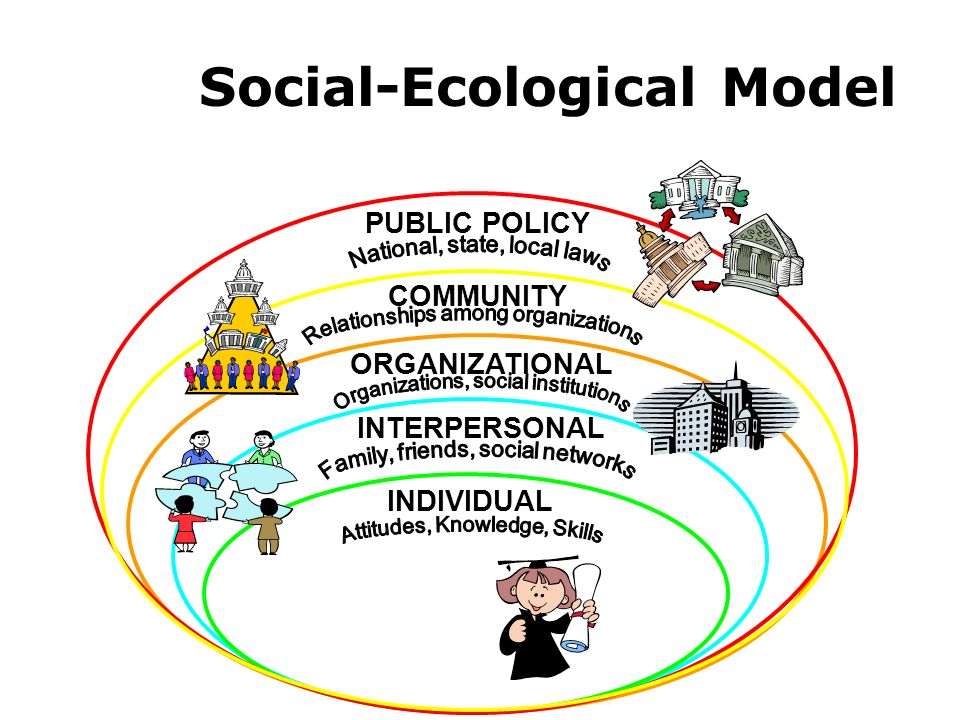 Social-Ecological Model
PUBLIC POLICY
National, state, local laws
COMMUNITY
Relationships among organizations
ORGANIZATIONAL
Organizations, social institutions
INTERPERSONAL
Family, friends, social networks
INDIVIDUAL
Attitudes, Knowledge, Skills